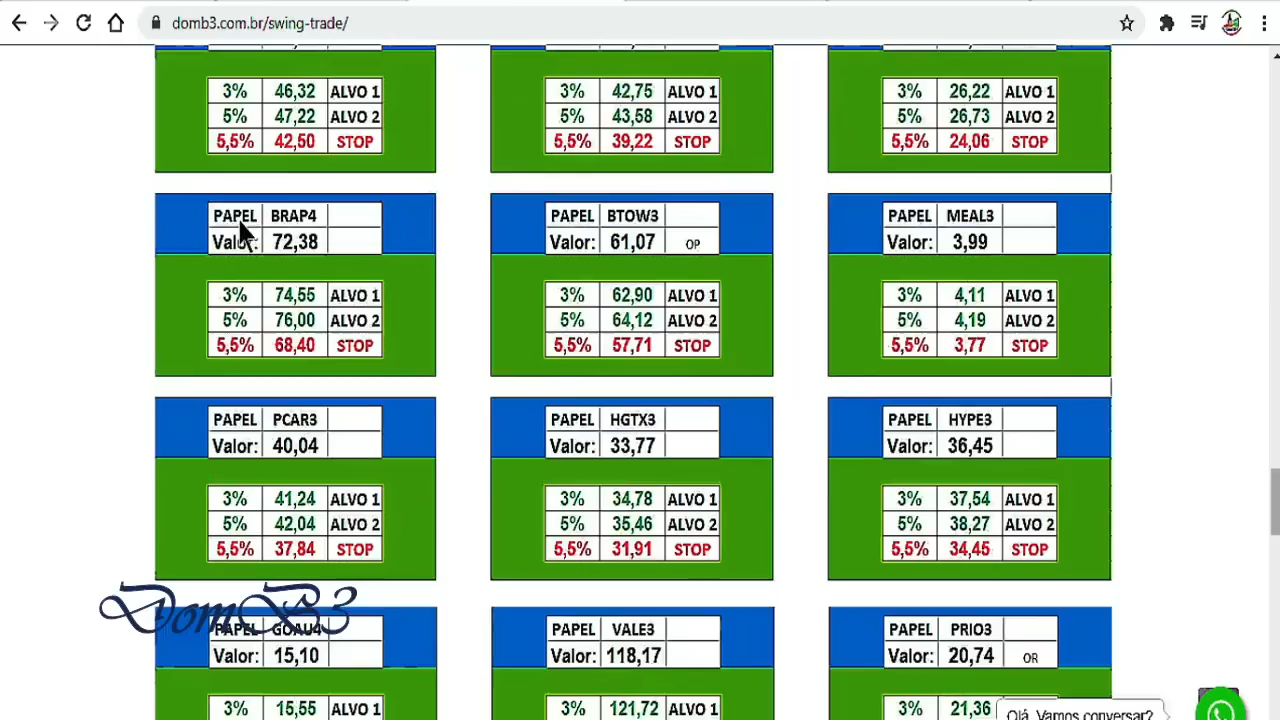 domb3.com.br/swing-trade/
3% 46,32 ALVO 1
5% 47,22 ALVO 2
5,5% 42,50 STOP
3% 42,75 ALVO 1
5% 43,58 ALVO 2
5,5% 39,22 STOP
3% 26,22 ALVO 1
5% 26,73 ALVO 2
5,5% 24,06 STOP
PAPEL BRAP4
Valor: 72,38
3% 74,55 ALVO 1
5% 76,00 ALVO 2
5,5% 68,40 STOP
PAPEL BTOW3
Valor: 61,07 OP
3% 62,90 ALVO 1
5% 64,12 ALVO 2
5,5% 57,71 STOP
PAPEL MEAL3
Valor: 3,99
3% 4,11 ALVO 1
5% 4,19 ALVO 2
5,5% 3,77 STOP
PAPEL PCAR3
Valor: 40,04
3% 41,24 ALVO 1
5% 42,04 ALVO 2
5,5% 37,84 STOP
PAPEL HGTX3
Valor: 33,77
3% 34,78 ALVO 1
5% 35,46 ALVO 2
5,5% 31,91 STOP
PAPEL HYPE3
Valor: 36,45
3% 37,54 ALVO 1
5% 38,27 ALVO 2
5,5% 34,45 STOP
DomB3
PAPEL GOAU4
Valor: 15,10
3% 15,55 ALVO 1
PAPEL VALE3
Valor: 118,17
3% 121,72 ALVO 1
PAPEL PRIO3
Valor: 20,74 OR
3% 21,36
Olá, Vamos conversar?